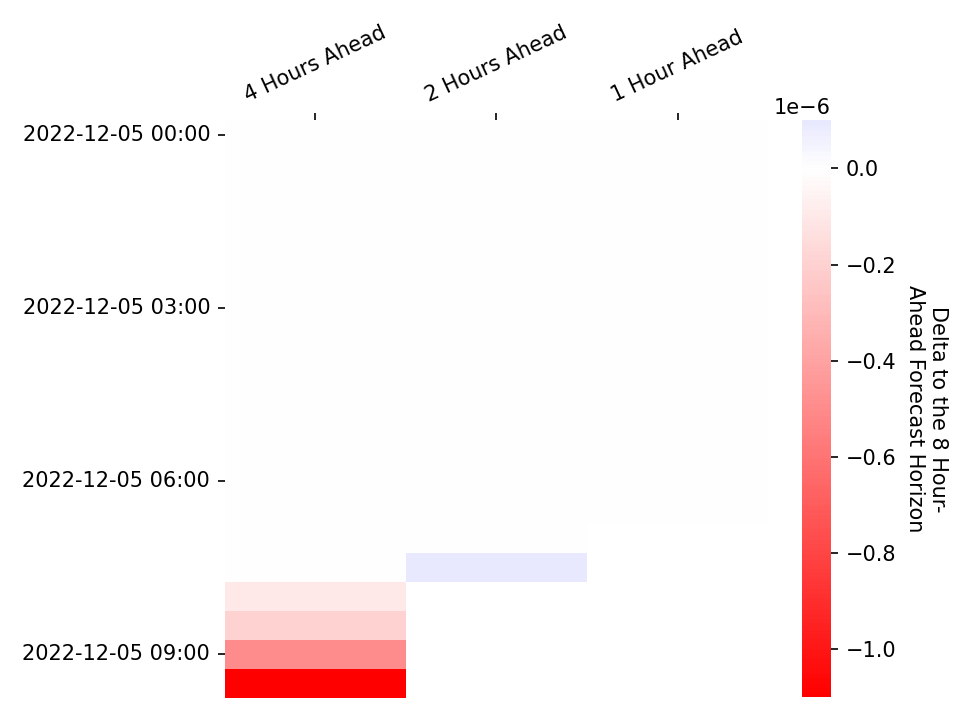 4 Hours Ahead
2 Hours Ahead
1 Hour Ahead
1e−6
2022-12-05 00:00
2022-12-05 03:00
2022-12-05 06:00
2022-12-05 09:00
0.0
−0.2
−0.4
−0.6
−0.8
−1.0
Delta to the 8 Hour-
Ahead Forecast Horizon